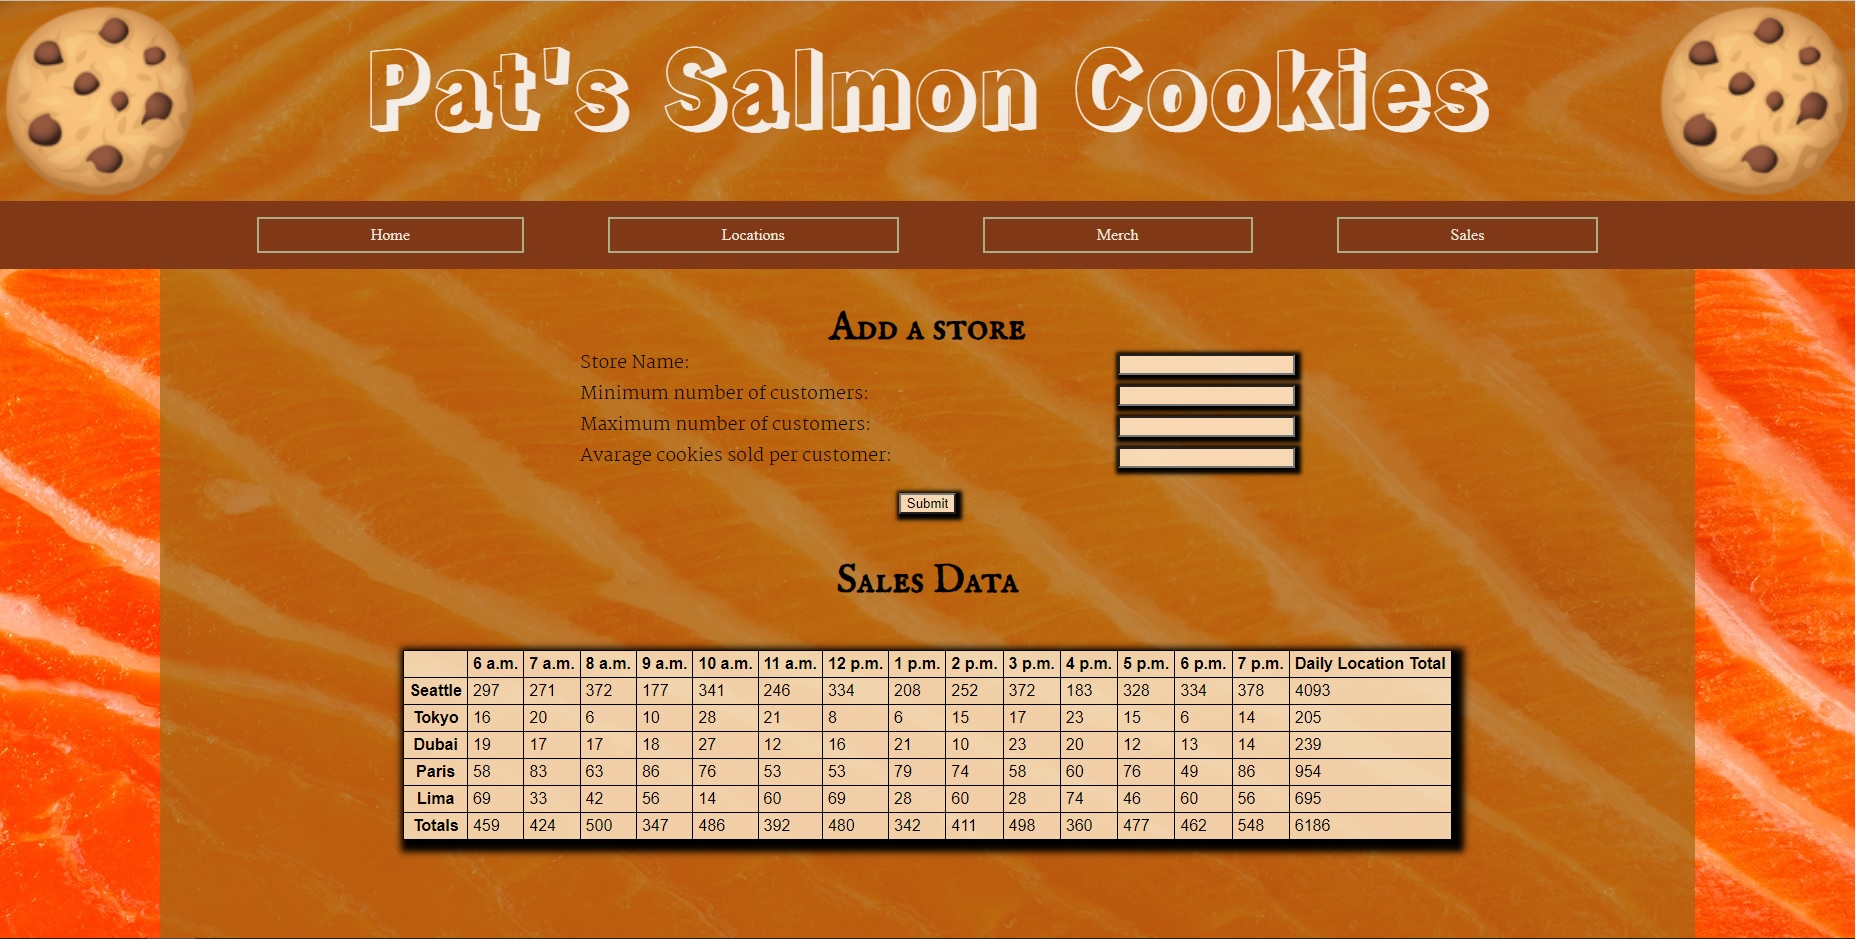 Pat's Salmon Cookies
Home Locations Merch Sales
Add a store
Store Name:
Minimum number of customers:
Maximum number of customers:
Avarage cookies sold per customer:
Submit
Sales Data
6 a.m. 7 a.m. 8 a.m. 9 a.m. 10 a.m. 11 a.m. 12 p.m. 1 p.m. 2 p.m. 3 p.m. 4 p.m. 5 p.m. 6 p.m. 7 p.m. Daily Location Total
Seattle 297 271 372 177 341 246 334 208 252 372 183 328 334 378 4093
Tokyo 16 20 6 10 28 21 8 6 15 17 23 15 6 14 205
Dubai 19 17 17 18 27 12 16 21 10 23 20 12 13 14 239
Paris 58 83 63 86 76 53 53 79 74 58 60 76 49 86 954
Lima 69 33 42 56 14 60 69 28 60 28 74 46 60 56 695
Totals 459 424 500 347 486 392 480 342 411 498 360 477 462 548 6186